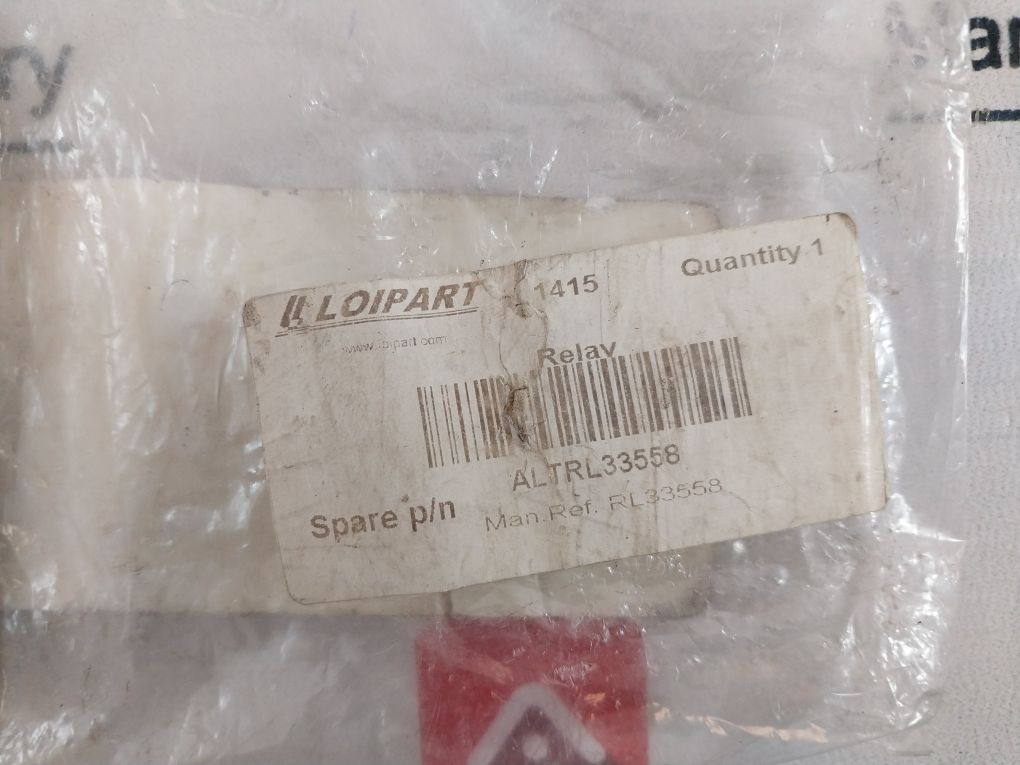 ry
Man
LOIPART
1415
Quantity 1
www.loipart.com
Relay
ALTRL33558
Spare p/n
Man.Ref. RL33558